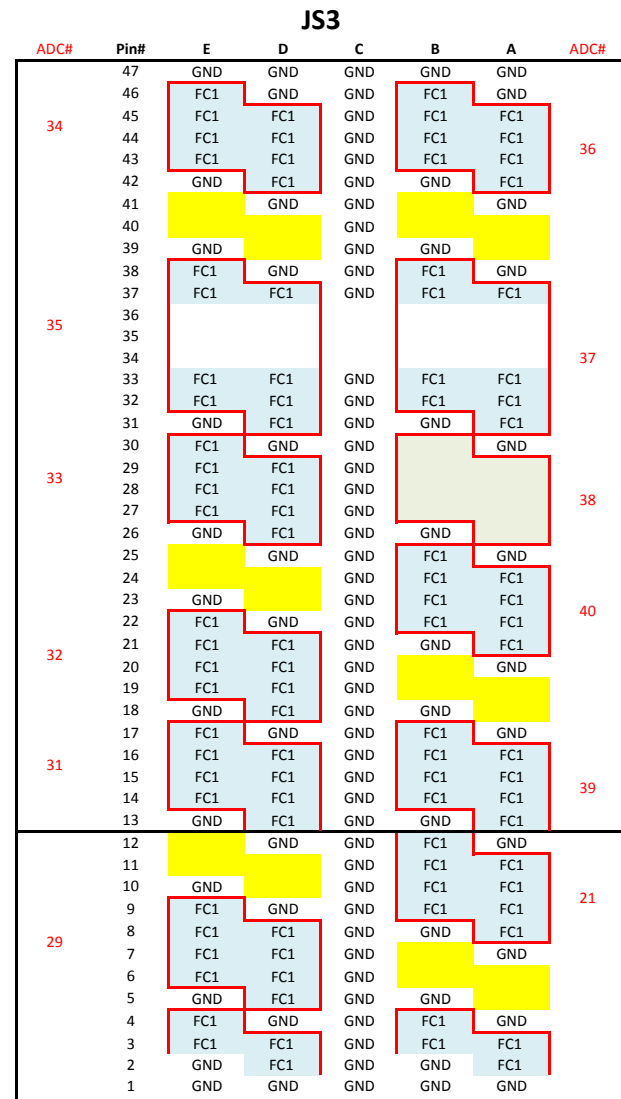 JS3
ADC# Pin# E D C B A ADC#
47 GND GND GND GND GND
46 FC1 GND GND FC1 GND
34 45 FC1 FC1 GND FC1 FC1
44 FC1 FC1 GND FC1 FC1
43 FC1 FC1 GND FC1 FC1 36
42 GND FC1 GND GND FC1
41 GND GND GND
40 GND
39 GND GND GND
38 FC1 GND GND FC1 GND
37 FC1 FC1 GND FC1 FC1
36
35 35
34 37
33 FC1 FC1 GND FC1 FC1
32 FC1 FC1 GND FC1 FC1
31 GND FC1 GND GND FC1
30 FC1 GND GND GND
29 FC1 FC1 GND
33 28 FC1 FC1 GND 38
27 FC1 FC1 GND
26 GND FC1 GND GND
25 GND GND FC1 GND
24 GND FC1 FC1
23 GND GND FC1 FC1 40
22 FC1 GND GND FC1 FC1
32 21 FC1 FC1 GND GND FC1
20 FC1 FC1 GND GND
19 FC1 FC1 GND
18 GND FC1 GND GND
17 FC1 GND GND FC1 GND
31 16 FC1 FC1 GND FC1 FC1
15 FC1 FC1 GND FC1 FC1 39
14 FC1 FC1 GND FC1 FC1
13 GND FC1 GND GND FC1
12 GND GND FC1 GND
11 GND FC1 FC1
10 GND GND FC1 FC1 21
9 FC1 GND GND FC1 FC1
29 8 FC1 FC1 GND GND FC1
7 FC1 FC1 GND GND
6 FC1 FC1 GND
5 GND FC1 GND GND
4 FC1 GND GND FC1 GND
3 FC1 FC1 GND FC1 FC1
2 GND FC1 GND GND FC1
1 GND GND GND GND GND